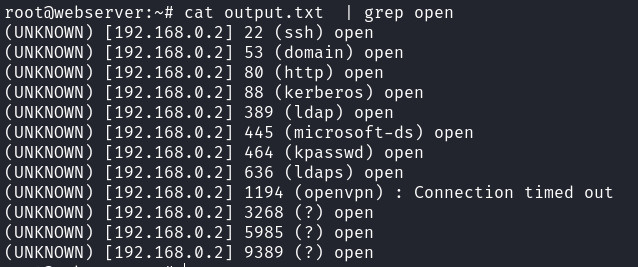 root@webserver:~# cat output.txt  | grep open
(UNKNOWN) [192.168.0.2] 22 (ssh) open
(UNKNOWN) [192.168.0.2] 53 (domain) open
(UNKNOWN) [192.168.0.2] 80 (http) open
(UNKNOWN) [192.168.0.2] 88 (kerberos) open
(UNKNOWN) [192.168.0.2] 389 (ldap) open
(UNKNOWN) [192.168.0.2] 445 (microsoft-ds) open
(UNKNOWN) [192.168.0.2] 464 (kpasswd) open
(UNKNOWN) [192.168.0.2] 636 (ldaps) open
(UNKNOWN) [192.168.0.2] 1194 (openvpn) : Connection timed out
(UNKNOWN) [192.168.0.2] 3268 (?) open
(UNKNOWN) [192.168.0.2] 5985 (?) open
(UNKNOWN) [192.168.0.2] 9389 (?) open